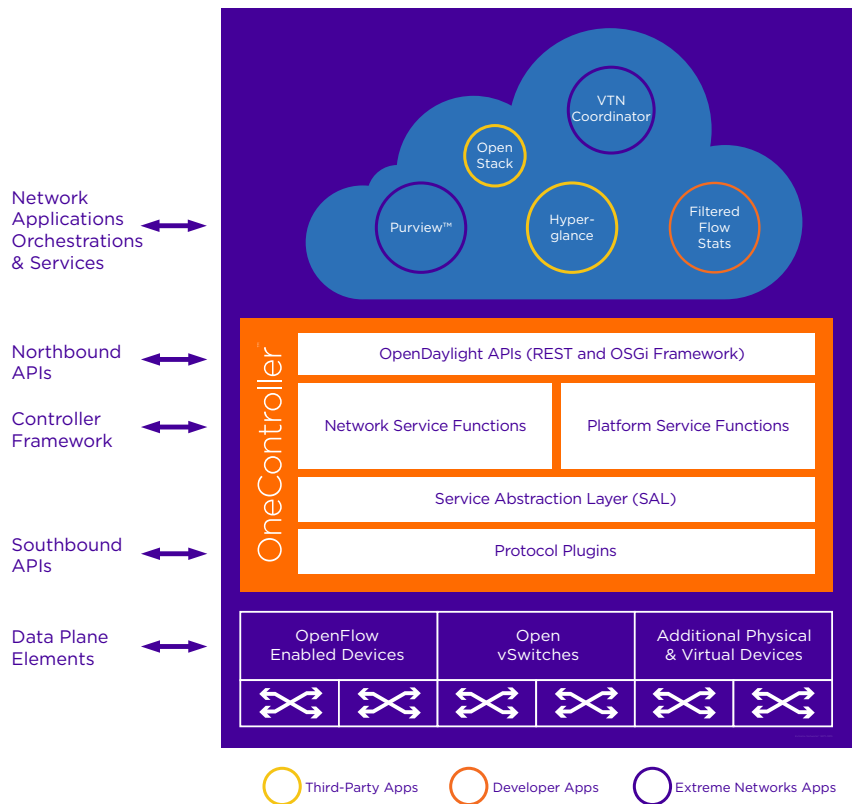 VTN
Coordinator
Open
Stack
Purview™
Hyper-
glance
Filtered
Flow
Stats
Network
Applications
Orchestrations
& Services
Northbound
APIs
Controller
Framework
Southbound
APIs
Data Plane
Elements
OneController™
OpenDaylight APIs (REST and OSGi Framework)
Network Service Functions
Platform Service Functions
Service Abstraction Layer (SAL)
Protocol Plugins
OpenFlow
Enabled Devices
Open
vSwitches
Additional Physical
& Virtual Devices
Third-Party Apps
Developer Apps
Extreme Networks Apps